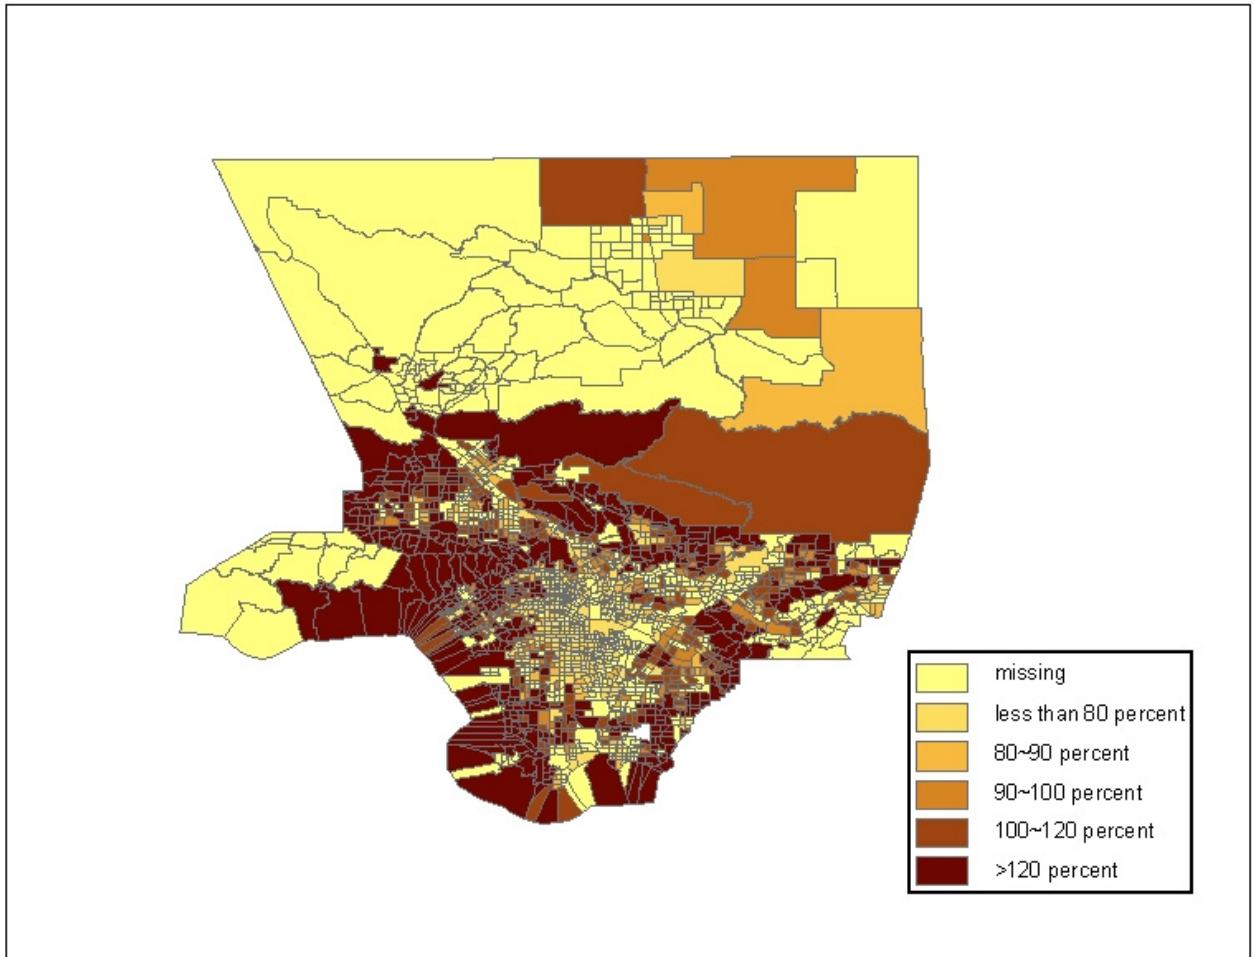 missing
less than 80 percent
80~90 percent
90~100 percent
100~120 percent
>120 percent